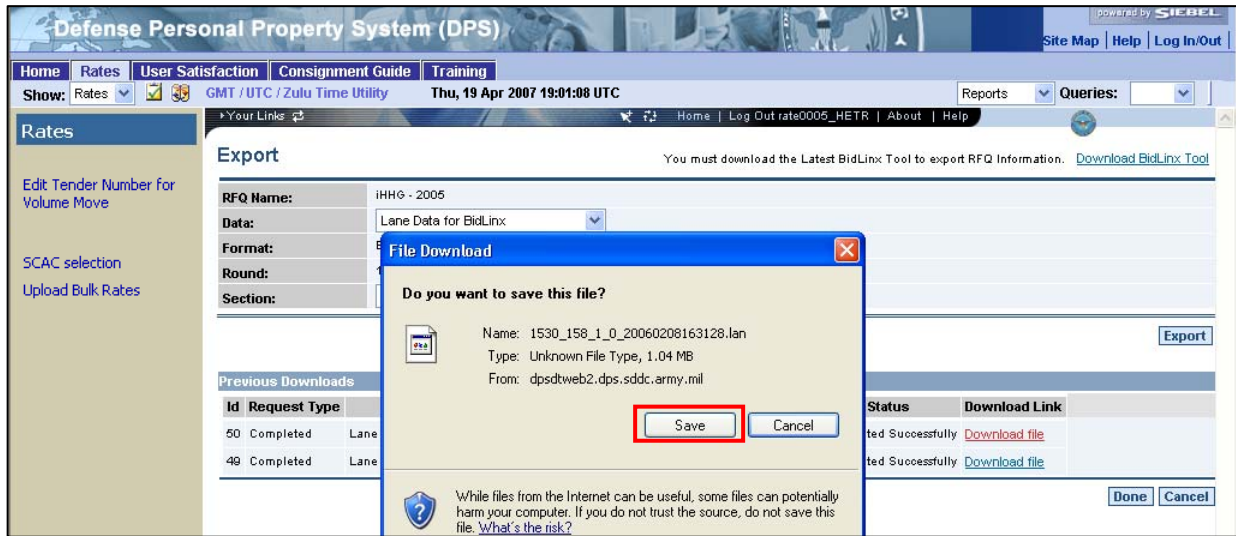 powered by SIEBEL
Defense Personal Property System (DPS)
Site Map | Help | Log In/Out |
Home Rates User Satisfaction Consignment Guide Training
Show: Rates GMT / UTC / Zulu Time Utility Thu, 19 Apr 2007 19:01:08 UTC Reports Queries:
Your Links Home | Log Out rate0005_HETR | About | Help
Rates
Export You must download the Latest BidLinx Tool to export RFQ Information. Download BidLinx Tool
Edit Tender Number for
Volume Move
SCAC selection
Upload Bulk Rates
RFQ Name: iHHG - 2005
Data: Lane Data for BidLinx
Format:
Round:
Section:
File Download
Do you want to save this file?
Name: 1530_158_1_0_20060208163128.lan
Type: Unknown File Type, 1.04 MB
From: dpsdtweb2.dps.sddc.army.mil
Save Cancel
While files from the Internet can be useful, some files can potentially
harm your computer. If you do not trust the source, do not save this
file. What's the risk?
Export
Previous Downloads
Id Request Type Status Download Link
50 Completed Lane ted Successfully Download file
49 Completed Lane ted Successfully Download file
Done Cancel